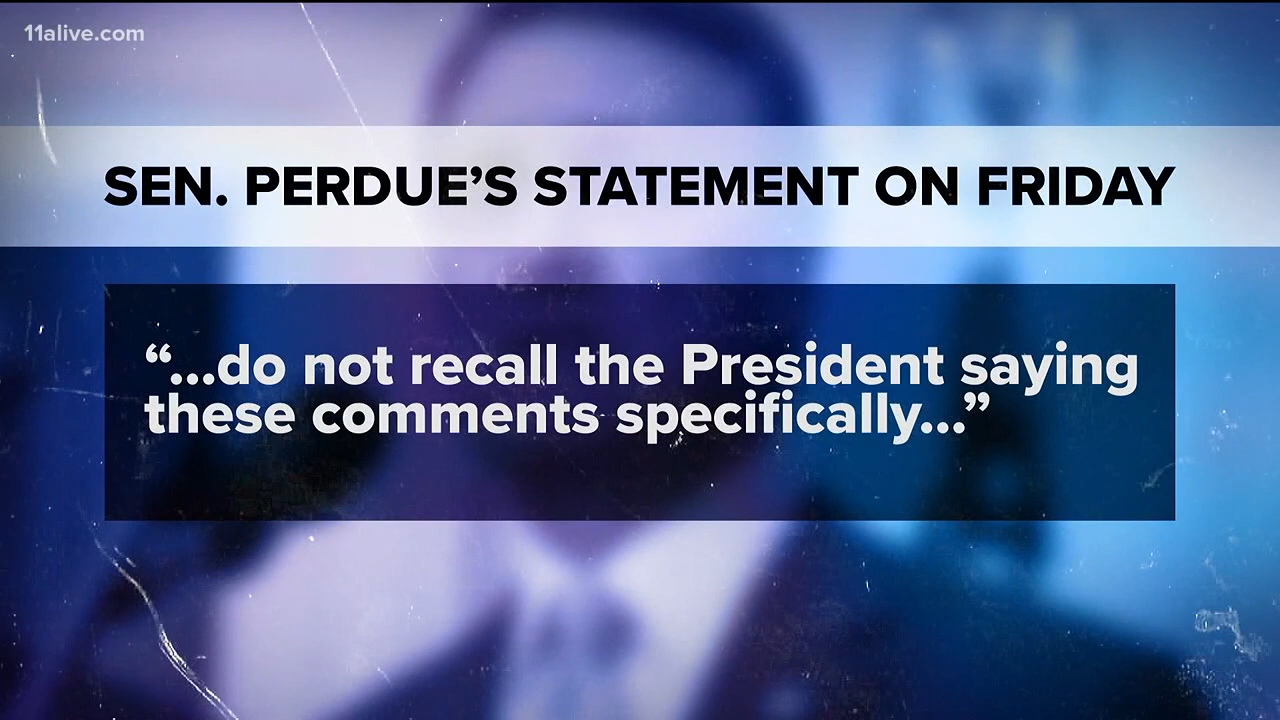 11alive.com
SEN. PERDUE’S STATEMENT ON FRIDAY
“...do not recall the President saying
these comments specifically...”